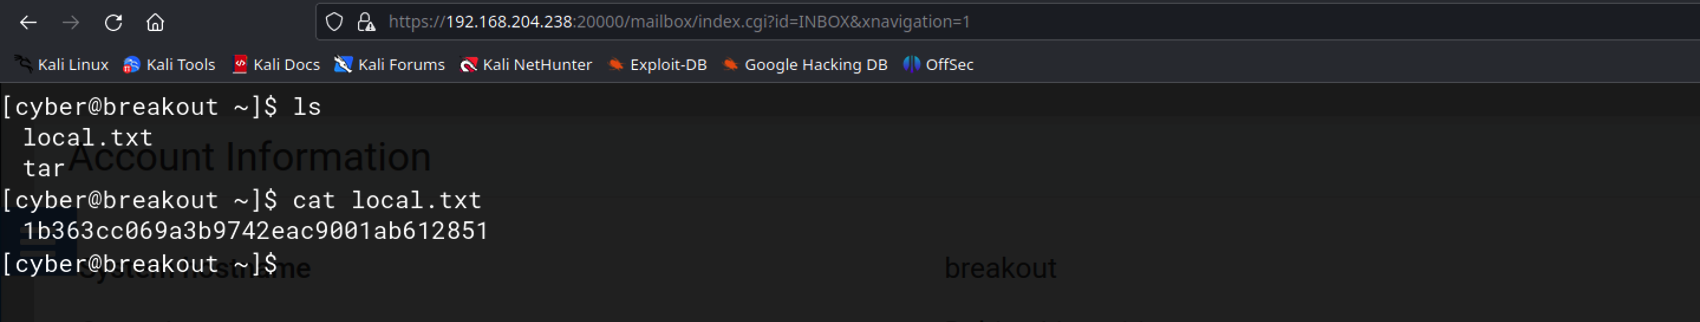 https://192.168.204.238:20000/mailbox/index.cgi?id=INBOX&xnavigation=1
Kali Linux Kali Tools Kali Docs Kali Forums Kali NetHunter Exploit-DB Google Hacking DB OffSec
[cyber@breakout ~]$ ls
local.txt
Account Information
tar
[cyber@breakout ~]$ cat local.txt
1b363cc069a3b9742eac9001ab612851
[cyber@breakout ~]$
System hostname breakout